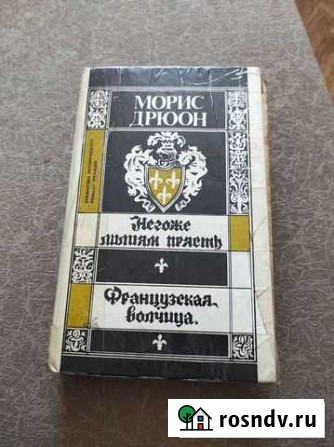 МОРИС
ДРЮОН
Негоже
лилиям прясть
Французская
волчица.
rosndv.ru